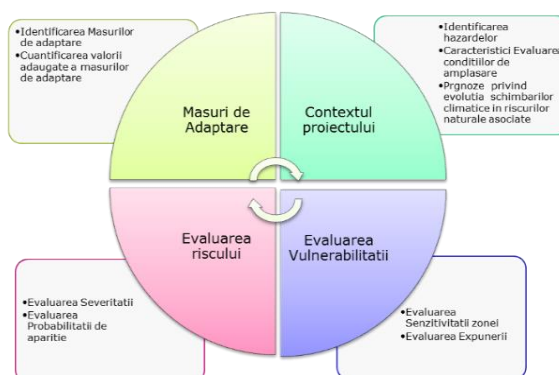 •Identificarea Masurilor
de adaptare
•Cuantificarea valorii
adaugate a masurilor
de adaptare
•Identificarea
hazardelor
•Caracteristici Evaluarea
conditiilor de
amplasare
•Prgnoze privind
evolutia schimbarilor
climatice in riscurilor
naturale asociate
Masuri de
Adaptare
Contextul
proiectului
Evaluarea
riscului
Evaluarea
Vulnerabilitatii
•Evaluarea Severitatii
•Evaluarea
Probabilitatii de
aparitie
•Evaluarea
Senzitivitatii zonei
•Evaluarea Expunerii